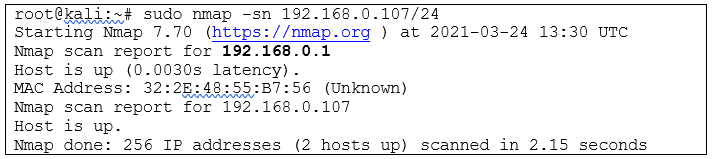 root@kali:~# sudo nmap -sn 192.168.0.107/24
Starting Nmap 7.70 (https://nmap.org ) at 2021-03-24 13:30 UTC
Nmap scan report for 192.168.0.1
Host is up (0.0030s latency).
MAC Address: 32:2E:48:55:B7:56 (Unknown)
Nmap scan report for 192.168.0.107
Host is up.
Nmap done: 256 IP addresses (2 hosts up) scanned in 2.15 seconds